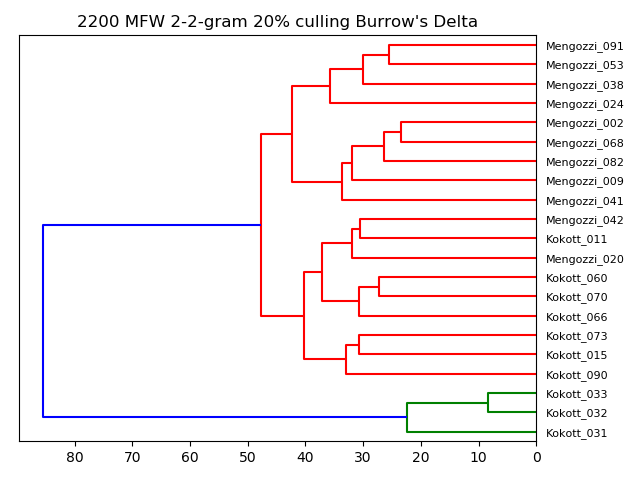 2200 MFW 2-2-gram 20% culling Burrow's Delta
Mengozzi_091
Mengozzi_053
Mengozzi_038
Mengozzi_024
Mengozzi_002
Mengozzi_068
Mengozzi_082
Mengozzi_009
Mengozzi_041
Mengozzi_042
Kokott_011
Mengozzi_020
Kokott_060
Kokott_070
Kokott_066
Kokott_073
Kokott_015
Kokott_090
Kokott_033
Kokott_032
Kokott_031
80 70 60 50 40 30 20 10 0